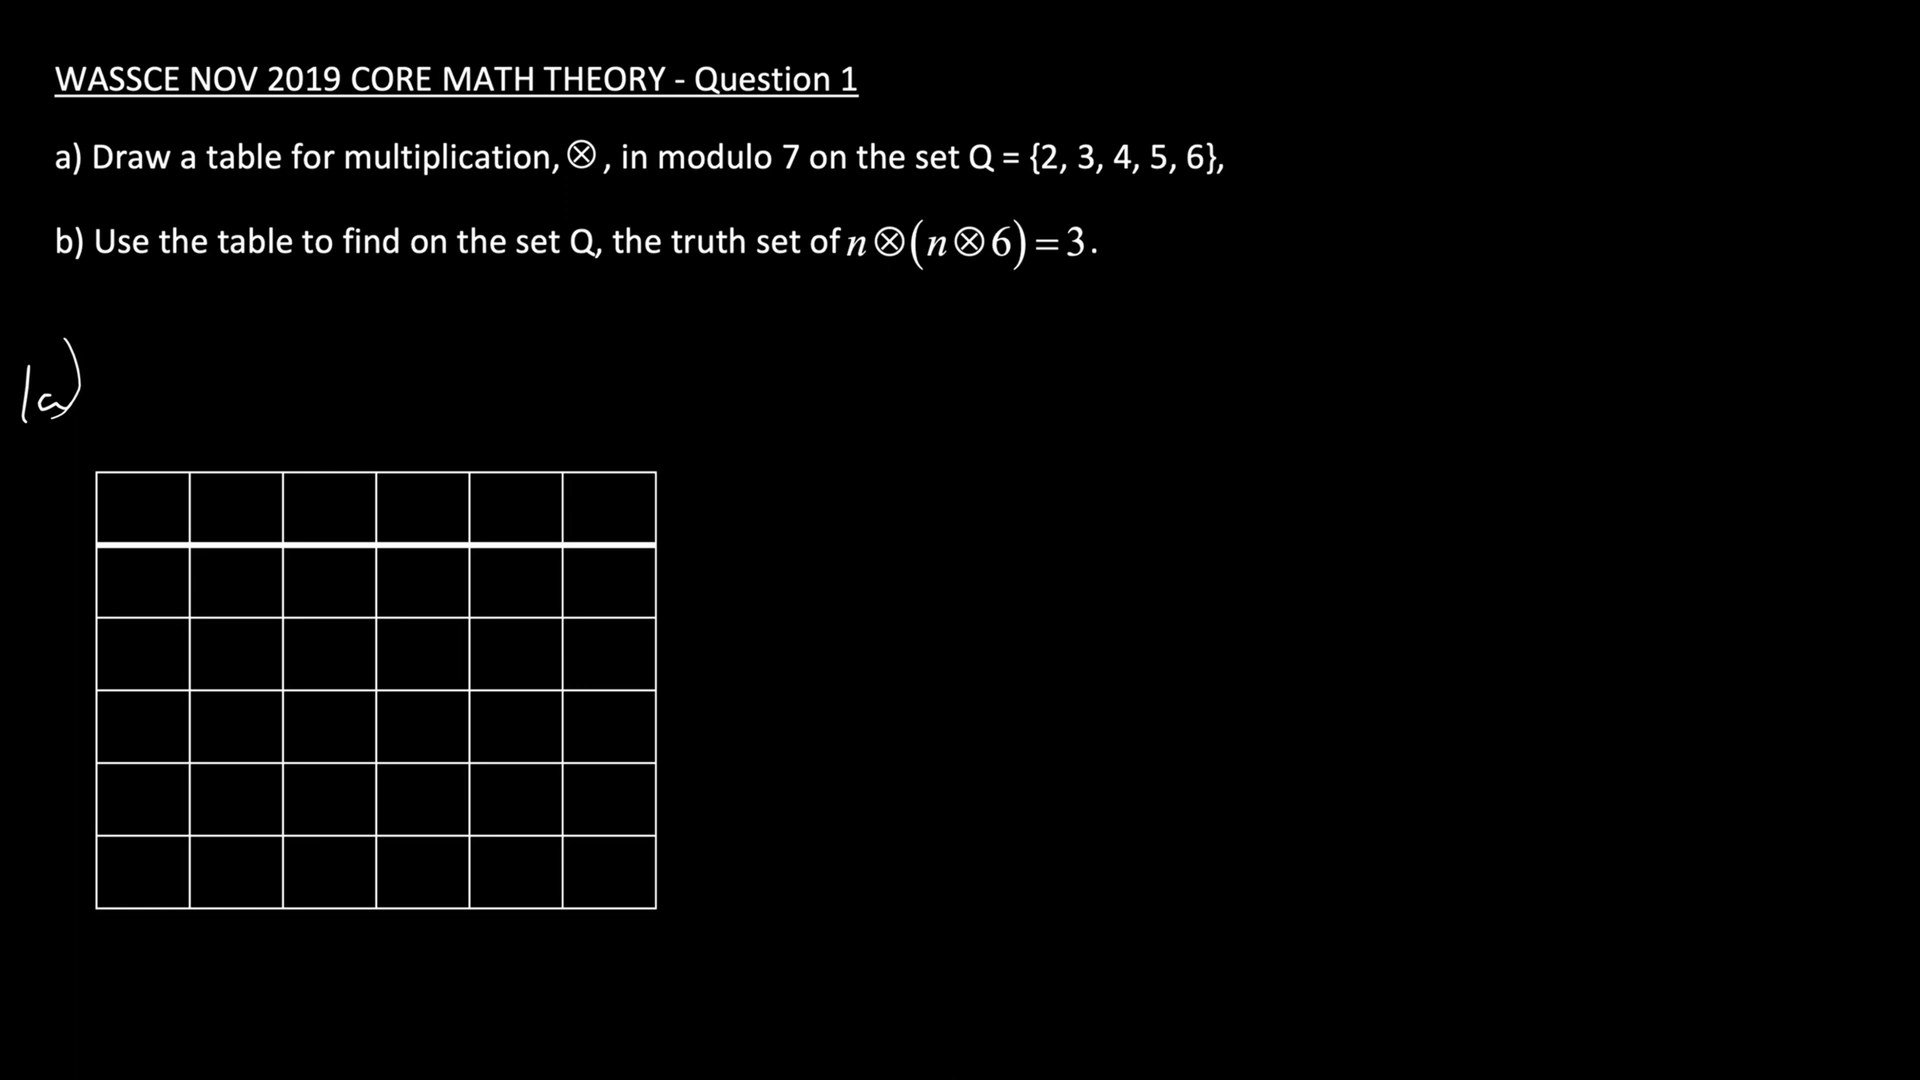 WASSCE NOV 2019 CORE MATH THEORY - Question 1
a) Draw a table for multiplication, ⊗, in modulo 7 on the set Q = {2, 3, 4, 5, 6},
b) Use the table to find on the set Q, the truth set of n⊗(n⊗6)=3.
1a)